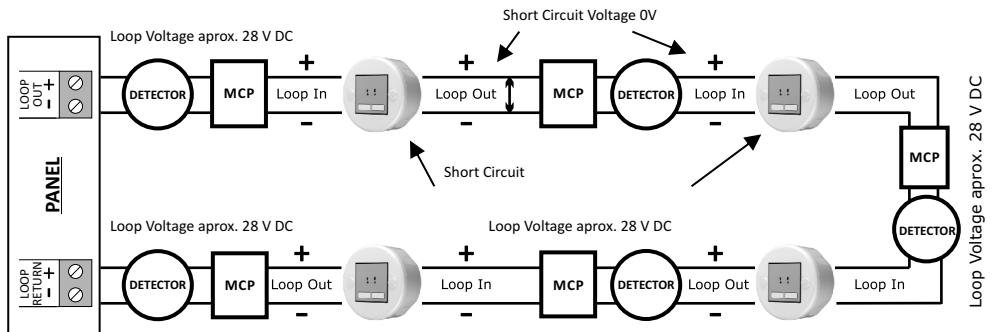 Short Circuit Voltage 0V
Loop Voltage aprox. 28 V DC
LOOP
OUT
- +
+
+
+
DETECTOR
MCP
Loop In
Loop Out
MCP
DETECTOR
Loop In
Loop Out
-
-
-
Short Circuit
MCP
DETECTOR
Loop Voltage aprox. 28 V DC
PANEL
Loop Voltage aprox. 28 V DC
Loop Voltage aprox. 28 V DC
LOOP
RETURN
- +
+
+
+
DETECTOR
MCP
Loop Out
Loop In
MCP
DETECTOR
Loop Out
Loop In
-
-
-